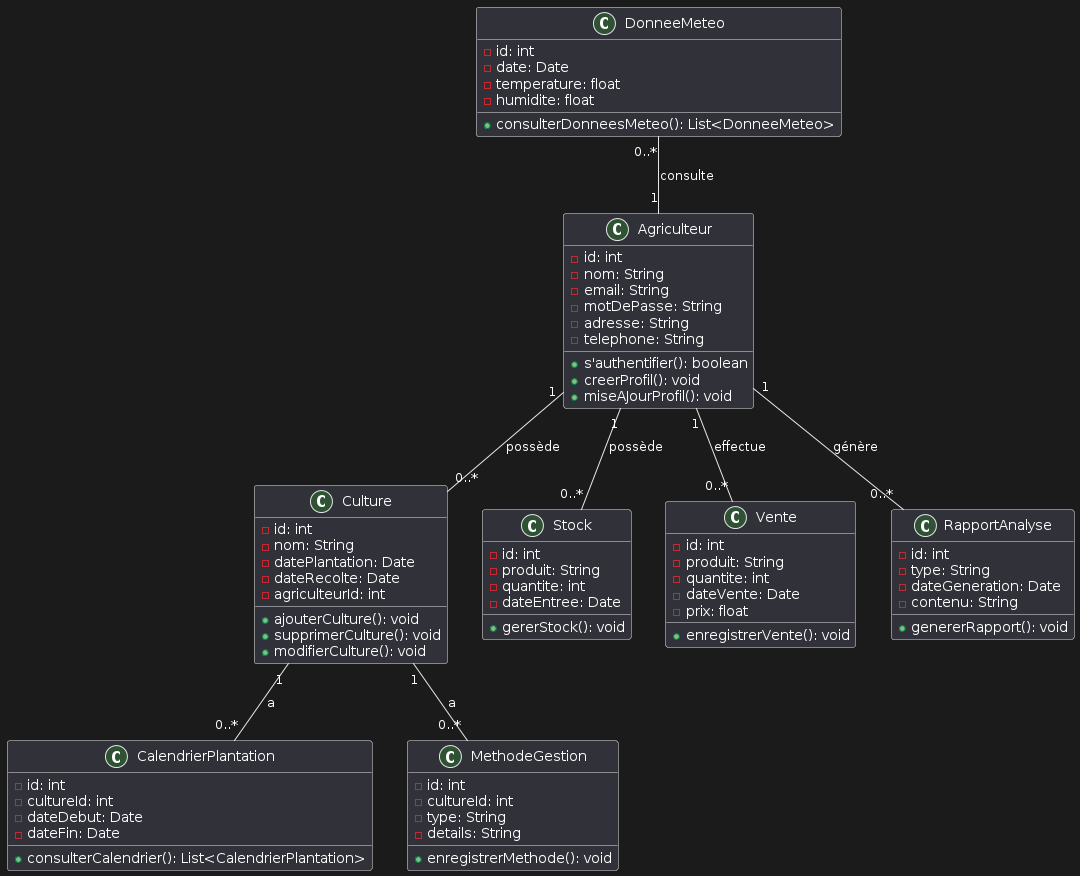 C DonneeMeteo
id: int
date: Date
temperature: float
humidite: float
consulterDonneesMeteo(): List<DonneeMeteo>
0..*
consulte
1
C Agriculteur
id: int
nom: String
email: String
motDePasse: String
adresse: String
telephone: String
s'authentifier(): boolean
creerProfil(): void
miseAJourProfil(): void
1
possède
0..*
1
possède
0..*
1
effectue
0..*
1
génère
0..*
C Culture
id: int
nom: String
datePlantation: Date
dateRecolte: Date
agriculteurId: int
ajouterCulture(): void
supprimerCulture(): void
modifierCulture(): void
C Stock
id: int
produit: String
quantite: int
dateEntree: Date
gererStock(): void
C Vente
id: int
produit: String
quantite: int
dateVente: Date
prix: float
enregistrerVente(): void
C RapportAnalyse
id: int
type: String
dateGeneration: Date
contenu: String
genererRapport(): void
1
a
0..*
1
a
0..*
C CalendrierPlantation
id: int
cultureId: int
dateDebut: Date
dateFin: Date
consulterCalendrier(): List<CalendrierPlantation>
C MethodeGestion
id: int
cultureId: int
type: String
details: String
enregistrerMethode(): void